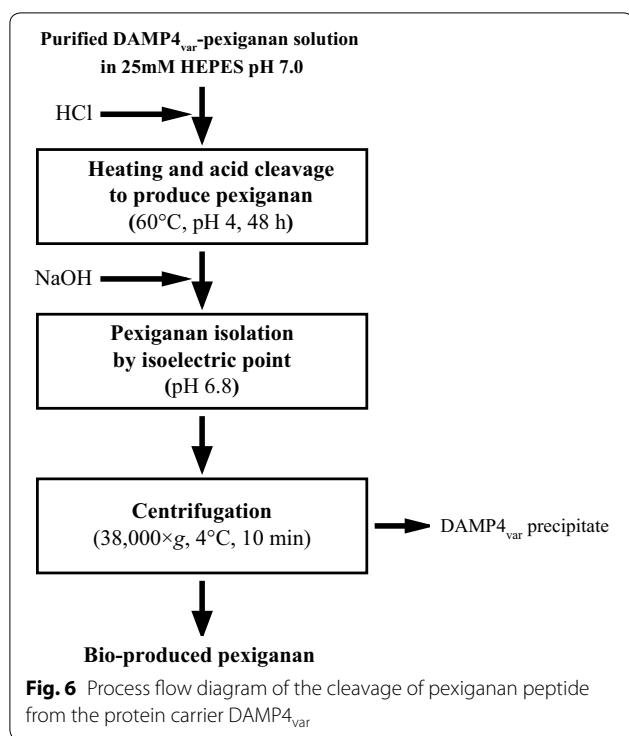 Purified DAMP4var-pexiganan solution
in 25mM HEPES pH 7.0
HCl
Heating and acid cleavage
to produce pexiganan
(60°C, pH 4, 48 h)
NaOH
Pexiganan isolation
by isoelectric point
(pH 6.8)
Centrifugation
(38,000×g, 4°C, 10 min)
DAMP4var precipitate
Bio-produced pexiganan
Fig. 6 Process flow diagram of the cleavage of pexiganan peptide
from the protein carrier DAMP4var